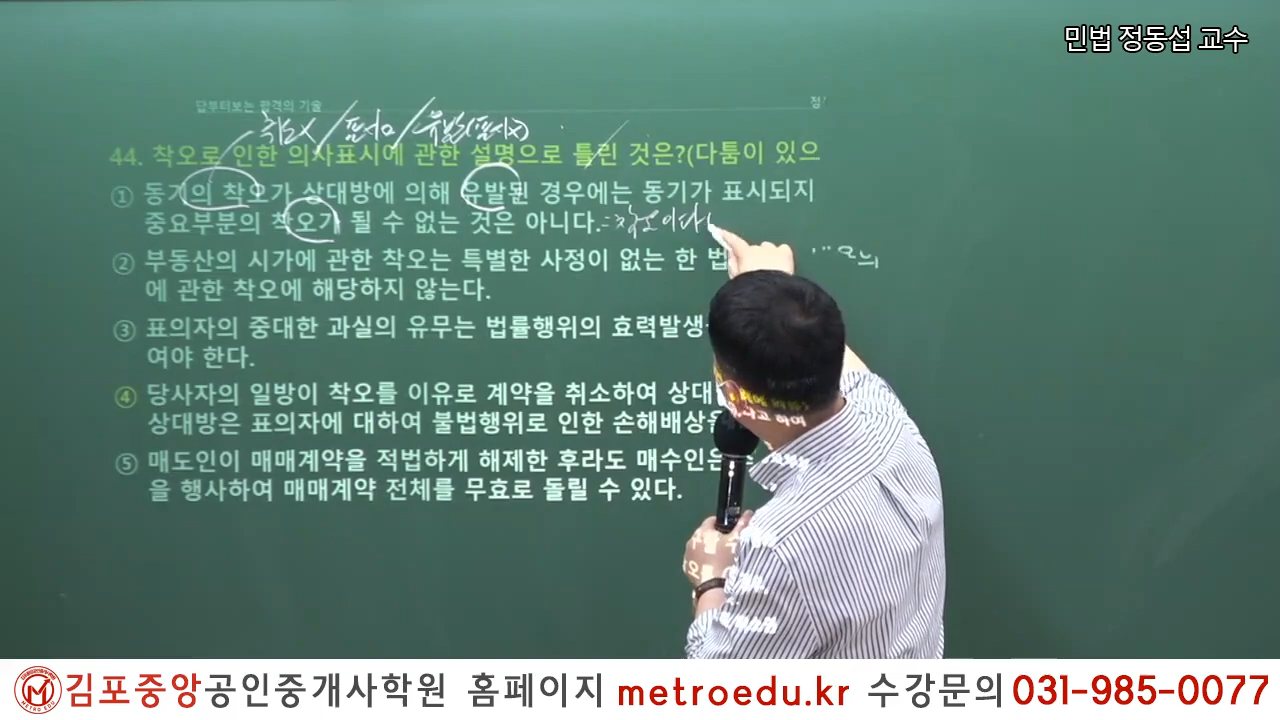 민법 정동섭 교수
답부터보는 합격의 기술
취소X / 표시O / 유발(표시X)
44. 착오로 인한 의사표시에 관한 설명으로 틀린 것은?(다툼이 있으
① 동기의 착오가 상대방에 의해 유발된 경우에는 동기가 표시되지
중요부분의 착오가 될 수 없는 것은 아니다. = 착오이다
② 부동산의 시가에 관한 착오는 특별한 사정이 없는 한 법
에 관한 착오에 해당하지 않는다.
③ 표의자의 중대한 과실의 유무는 법률행위의 효력발생
여야 한다.
④ 당사자의 일방이 착오를 이유로 계약을 취소하여 상대
상대방은 표의자에 대하여 불법행위로 인한 손해배상을
⑤ 매도인이 매매계약을 적법하게 해제한 후라도 매수인은
을 행사하여 매매계약 전체를 무효로 돌릴 수 있다.
김포중앙공인중개사학원 홈페이지 metroedu.kr 수강문의 031-985-0077
METRO EDU